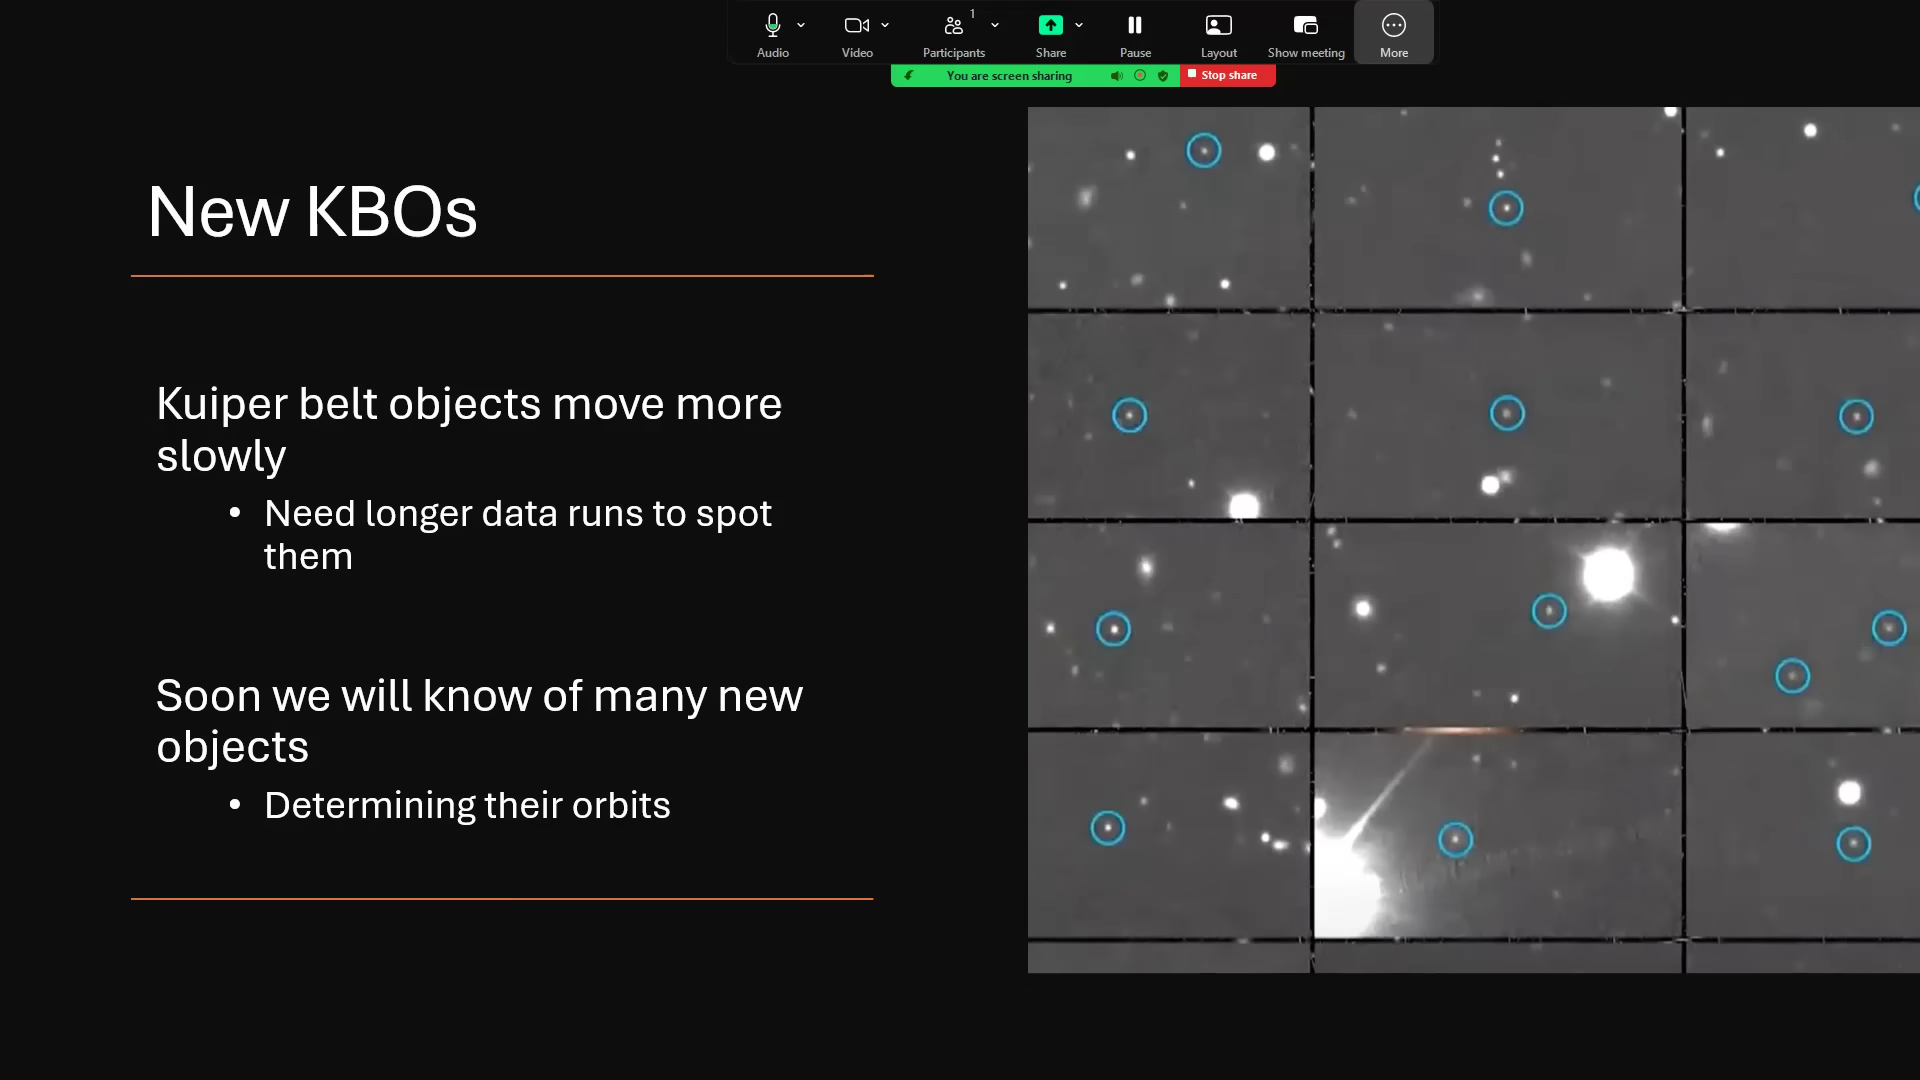 1
Audio
Video
Participants
Share
Pause
Layout
Show meeting
More
You are screen sharing
Stop share
New KBOs
Kuiper belt objects move more
slowly
• Need longer data runs to spot
them
Soon we will know of many new
objects
• Determining their orbits